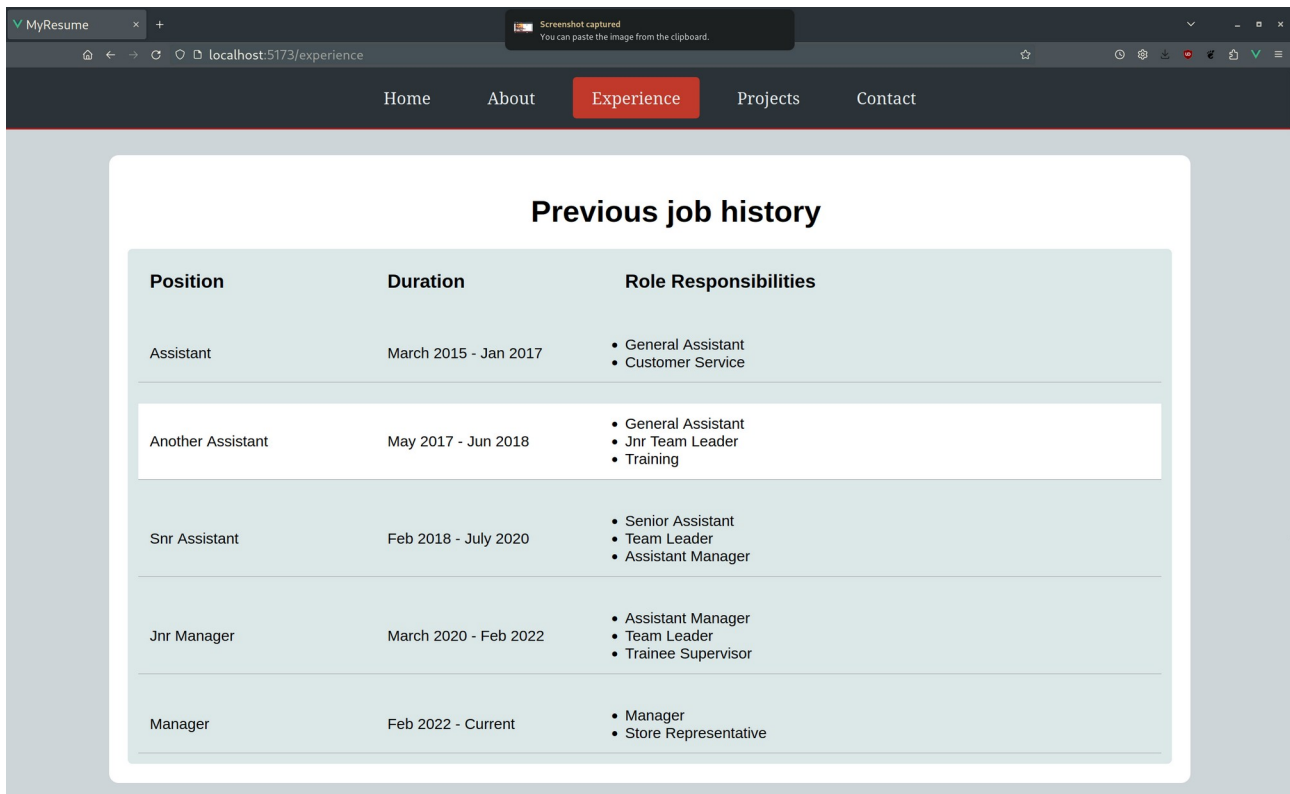 MyResume
Screenshot captured
You can paste the image from the clipboard.
localhost:5173/experience
Home About Experience Projects Contact
Previous job history
Position Duration Role Responsibilities
Assistant March 2015 - Jan 2017
General Assistant
Customer Service
Another Assistant May 2017 - Jun 2018
General Assistant
Jnr Team Leader
Training
Snr Assistant Feb 2018 - July 2020
Senior Assistant
Team Leader
Assistant Manager
Jnr Manager March 2020 - Feb 2022
Assistant Manager
Team Leader
Trainee Supervisor
Manager Feb 2022 - Current
Manager
Store Representative